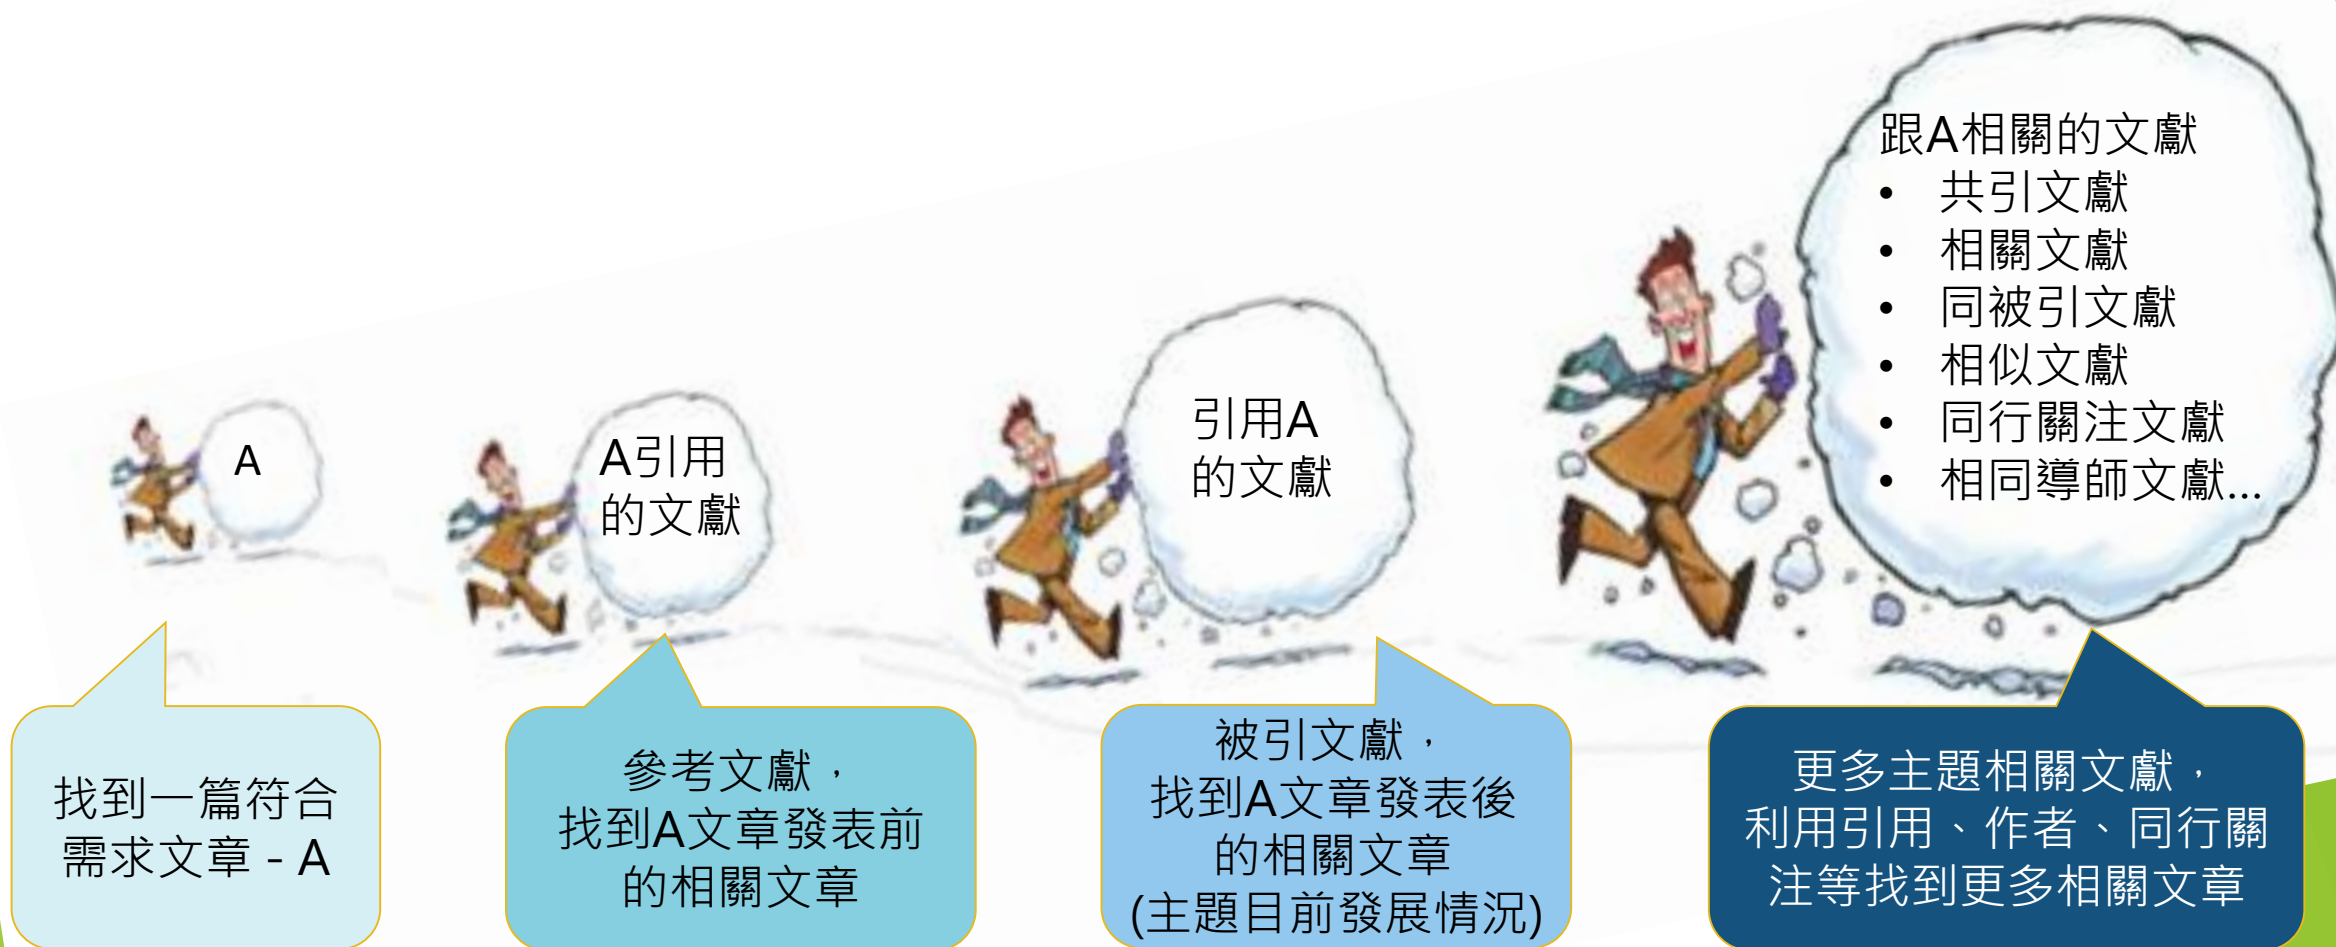 A
A引用
的文獻
引用A
的文獻
跟A相關的文獻
• 共引文獻
• 相關文獻
• 同被引文獻
• 相似文獻
• 同行關注文獻
• 相同導師文獻...
找到一篇符合
需求文章 - A
參考文獻，
找到A文章發表前
的相關文章
被引文獻，
找到A文章發表後
的相關文章
(主題目前發展情況)
更多主題相關文獻，
利用引用、作者、同行關
注等找到更多相關文章